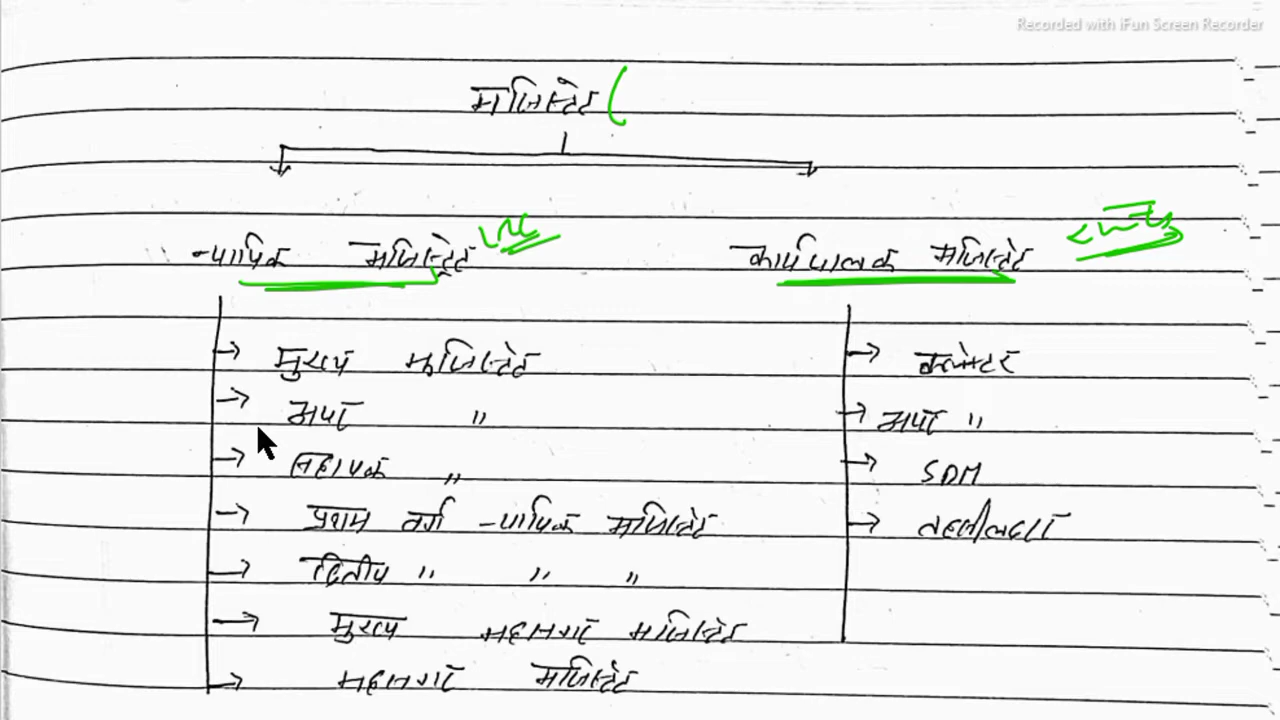 Recorded with iFun Screen Recorder
मजिस्ट्रेट (
न्यायिक मजिस्ट्रेट
कार्यपालक मजिस्ट्रेट
→ मुख्य मजिस्ट्रेट
→ अपर "
→ सहायक "
→ प्रथम वर्ग न्यायिक मजिस्ट्रेट
→ द्वितीय " " "
→ मुख्य महानगर मजिस्ट्रेट
→ महानगर मजिस्ट्रेट
→ कलेक्टर
→ अपर "
→ SDM
→ तहसीलदार